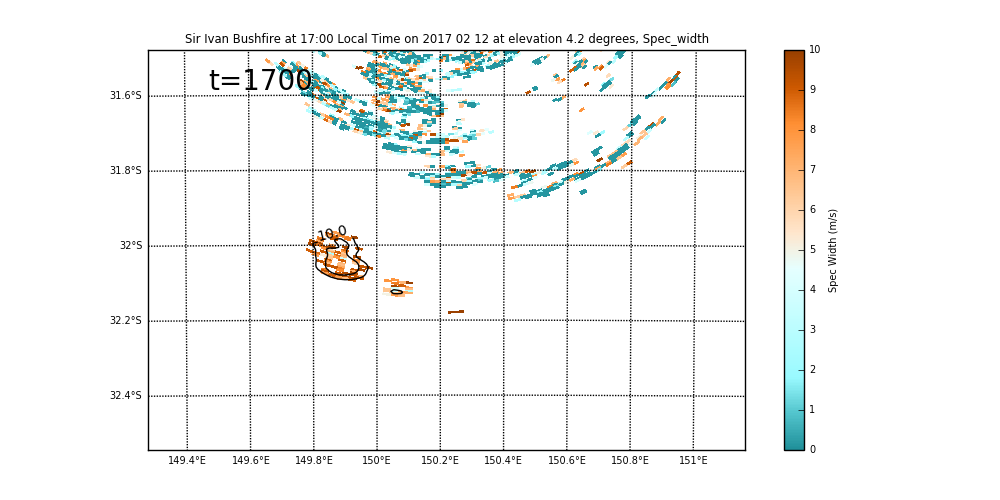 Sir Ivan Bushfire at 17:00 Local Time on 2017 02 12 at elevation 4.2 degrees, Spec_width
t=1700
10.0
31.6°S
31.8°S
32°S
32.2°S
32.4°S
149.4°E 149.6°E 149.8°E 150°E 150.2°E 150.4°E 150.6°E 150.8°E 151°E
10
9
8
7
6
5
4
3
2
1
0
Spec Width (m/s)